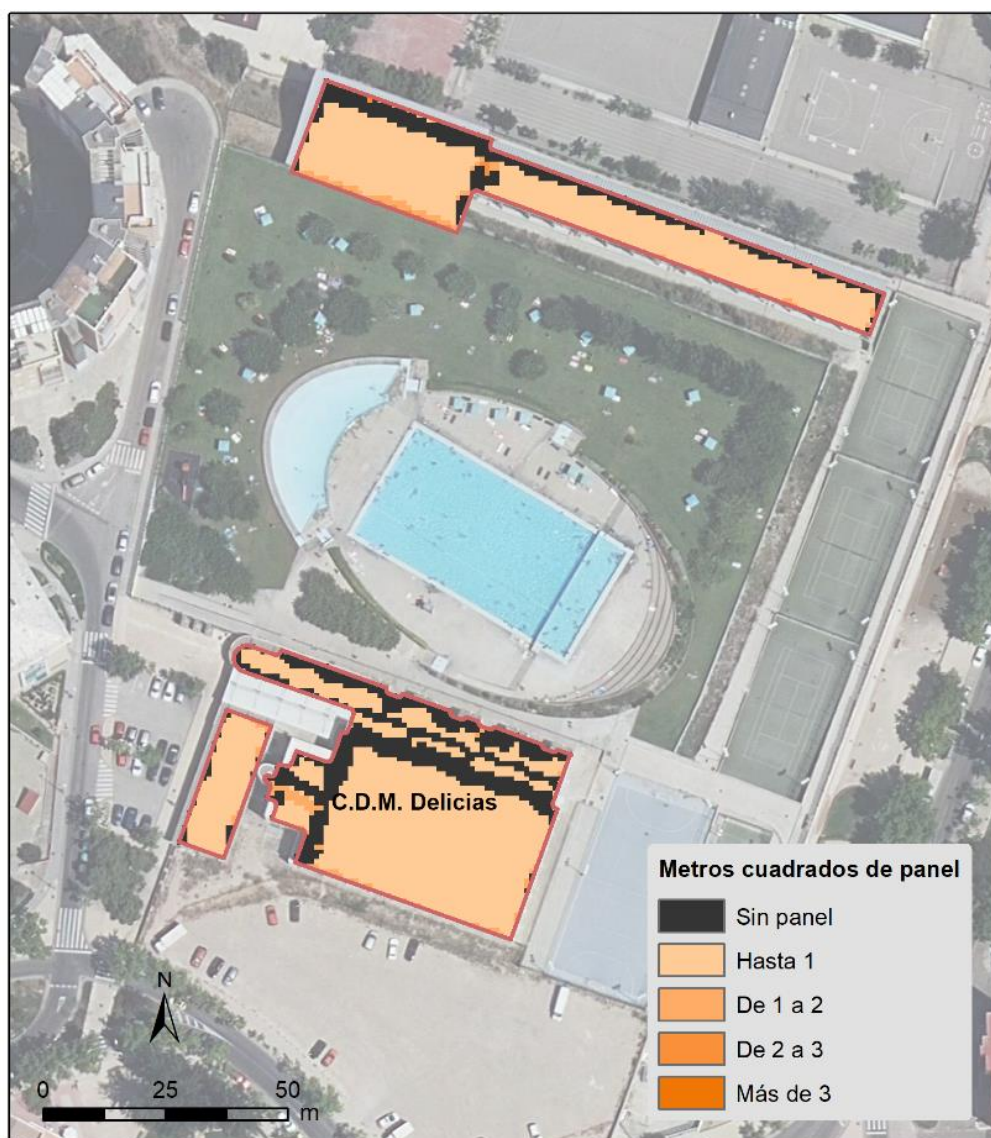 C.D.M. Delicias
Metros cuadrados de panel
Sin panel
Hasta 1
De 1 a 2
De 2 a 3
Más de 3
N
0 25 50
m